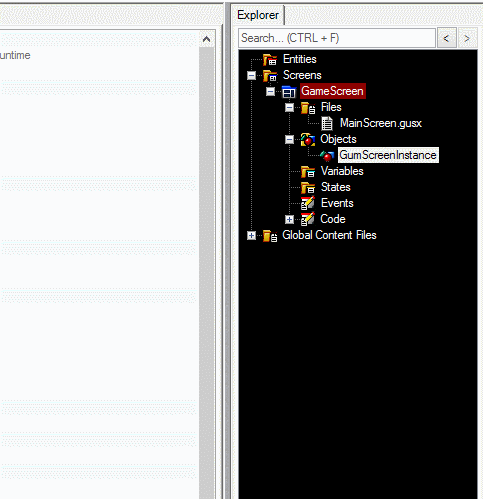 Explorer
untime
Search... (CTRL + F)
<
>
Entities
Screens
GameScreen
Files
MainScreen.gusx
Objects
GumScreenInstance
Variables
States
Events
Code
Global Content Files